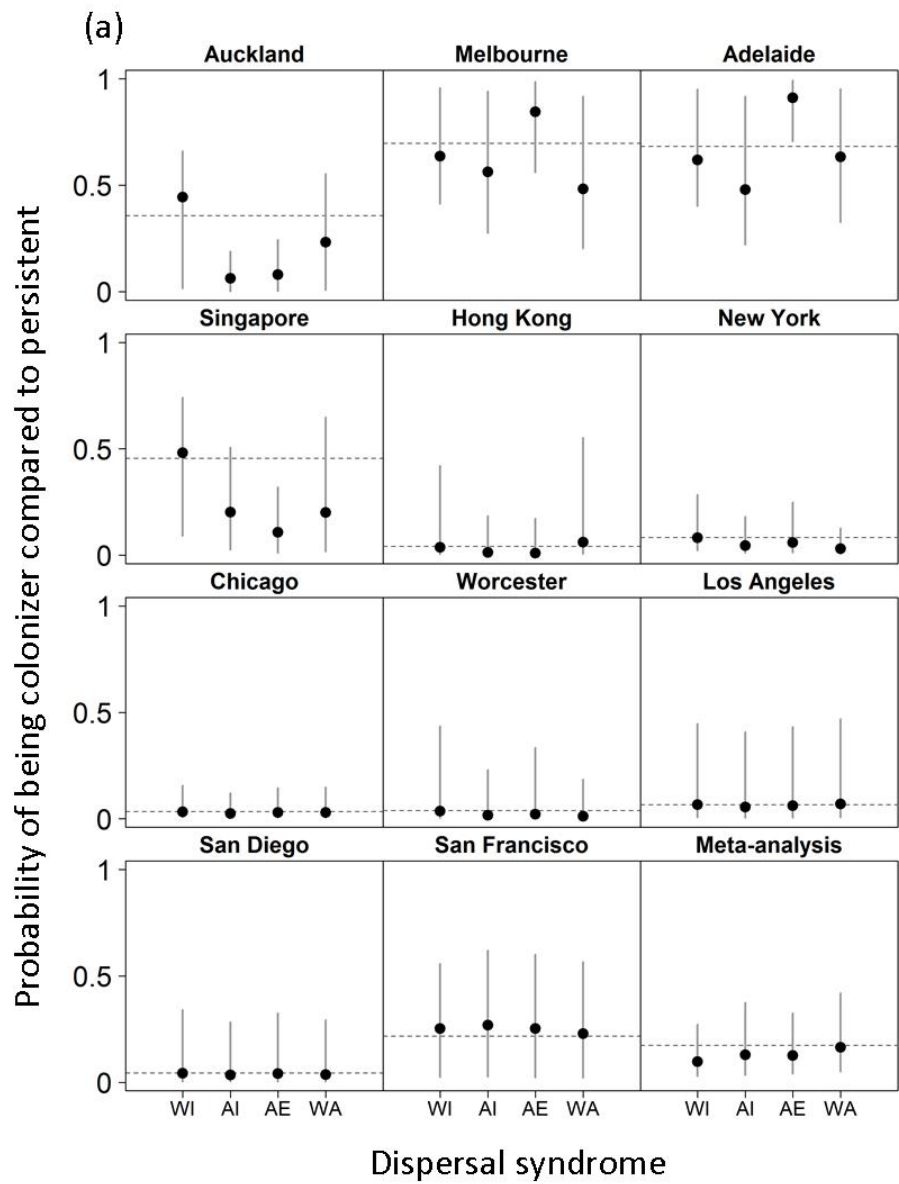 (a)
Auckland Melbourne Adelaide
1
0.5
0
Singapore Hong Kong New York
1
0.5
0
Chicago Worcester Los Angeles
1
0.5
0
San Diego San Francisco Meta-analysis
1
0.5
0
WI AI AE WA WI AI AE WA WI AI AE WA
Probability of being colonizer compared to persistent
Dispersal syndrome